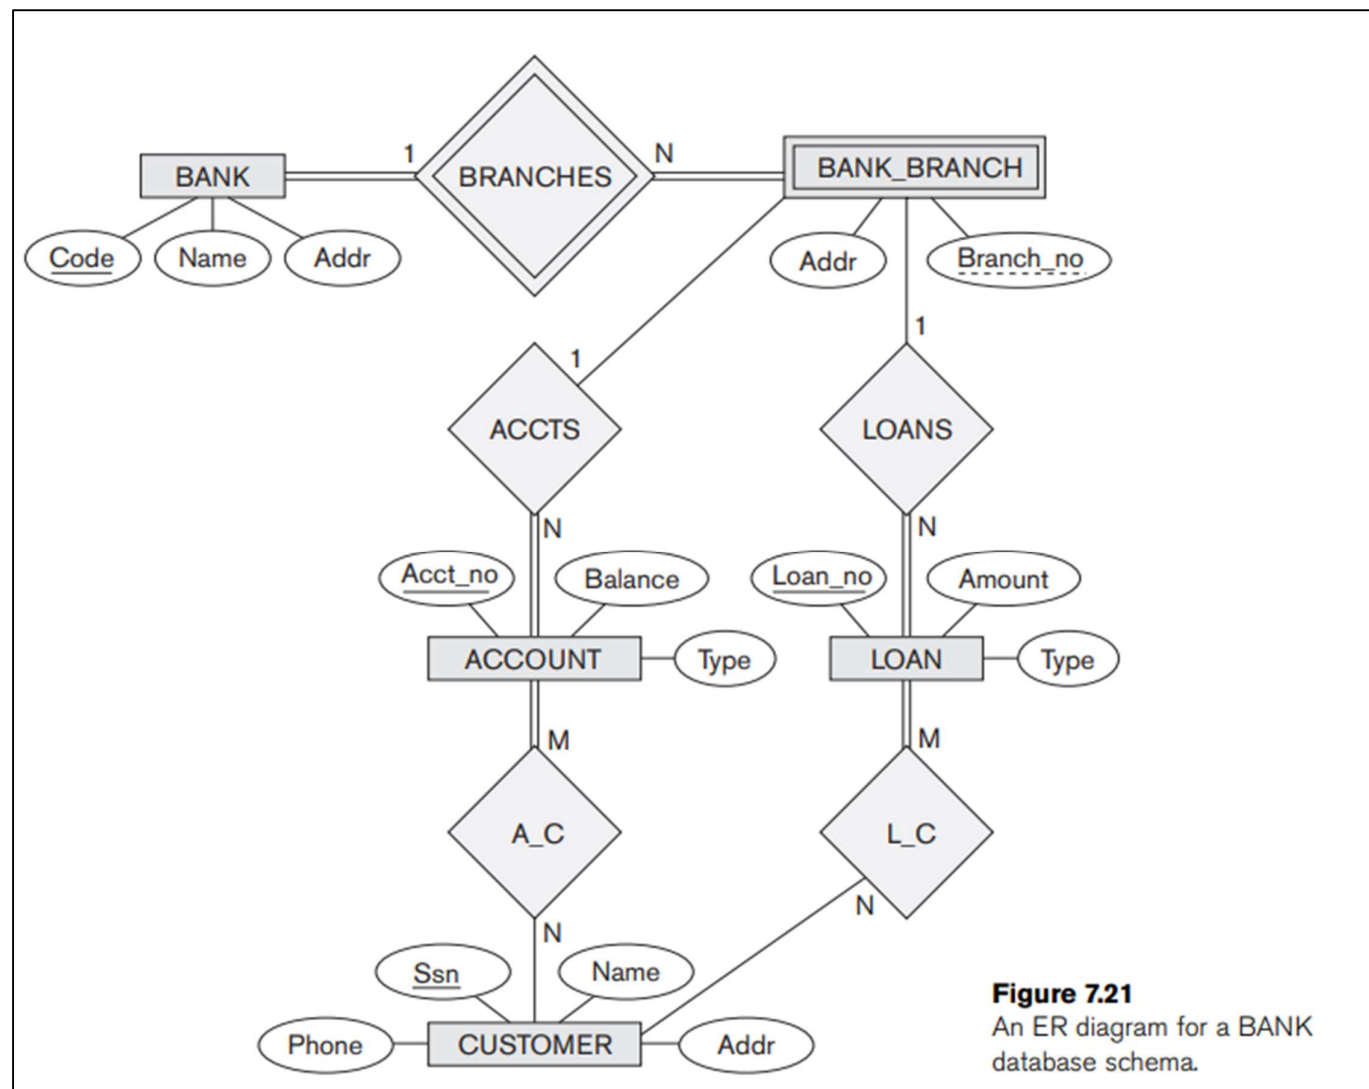 1
N
BANK
BRANCHES
BANK_BRANCH
Code
Name
Addr
Addr
Branch_no
1
1
ACCTS
LOANS
N
N
Acct_no
Balance
Loan_no
Amount
ACCOUNT
Type
LOAN
Type
M
M
A_C
L_C
N
N
Ssn
Name
Phone
CUSTOMER
Addr
Figure 7.21
An ER diagram for a BANK
database schema.